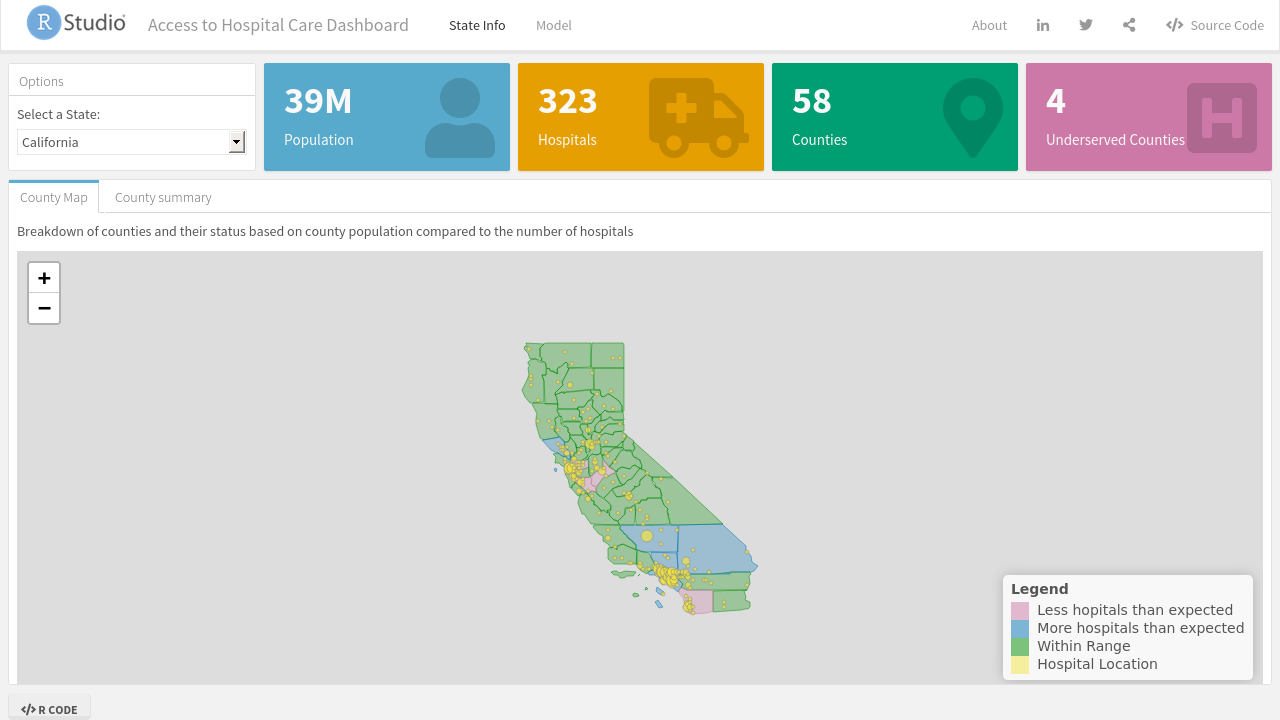 R Studio Access to Hospital Care Dashboard State Info Model About in Source Code
Options
Select a State:
California
39M
Population
323
Hospitals
58
Counties
4
Underserved Counties
H
County Map County summary
Breakdown of counties and their status based on county population compared to the number of hospitals
+
−
Legend
Less hopitals than expected
More hospitals than expected
Within Range
Hospital Location
</> R CODE